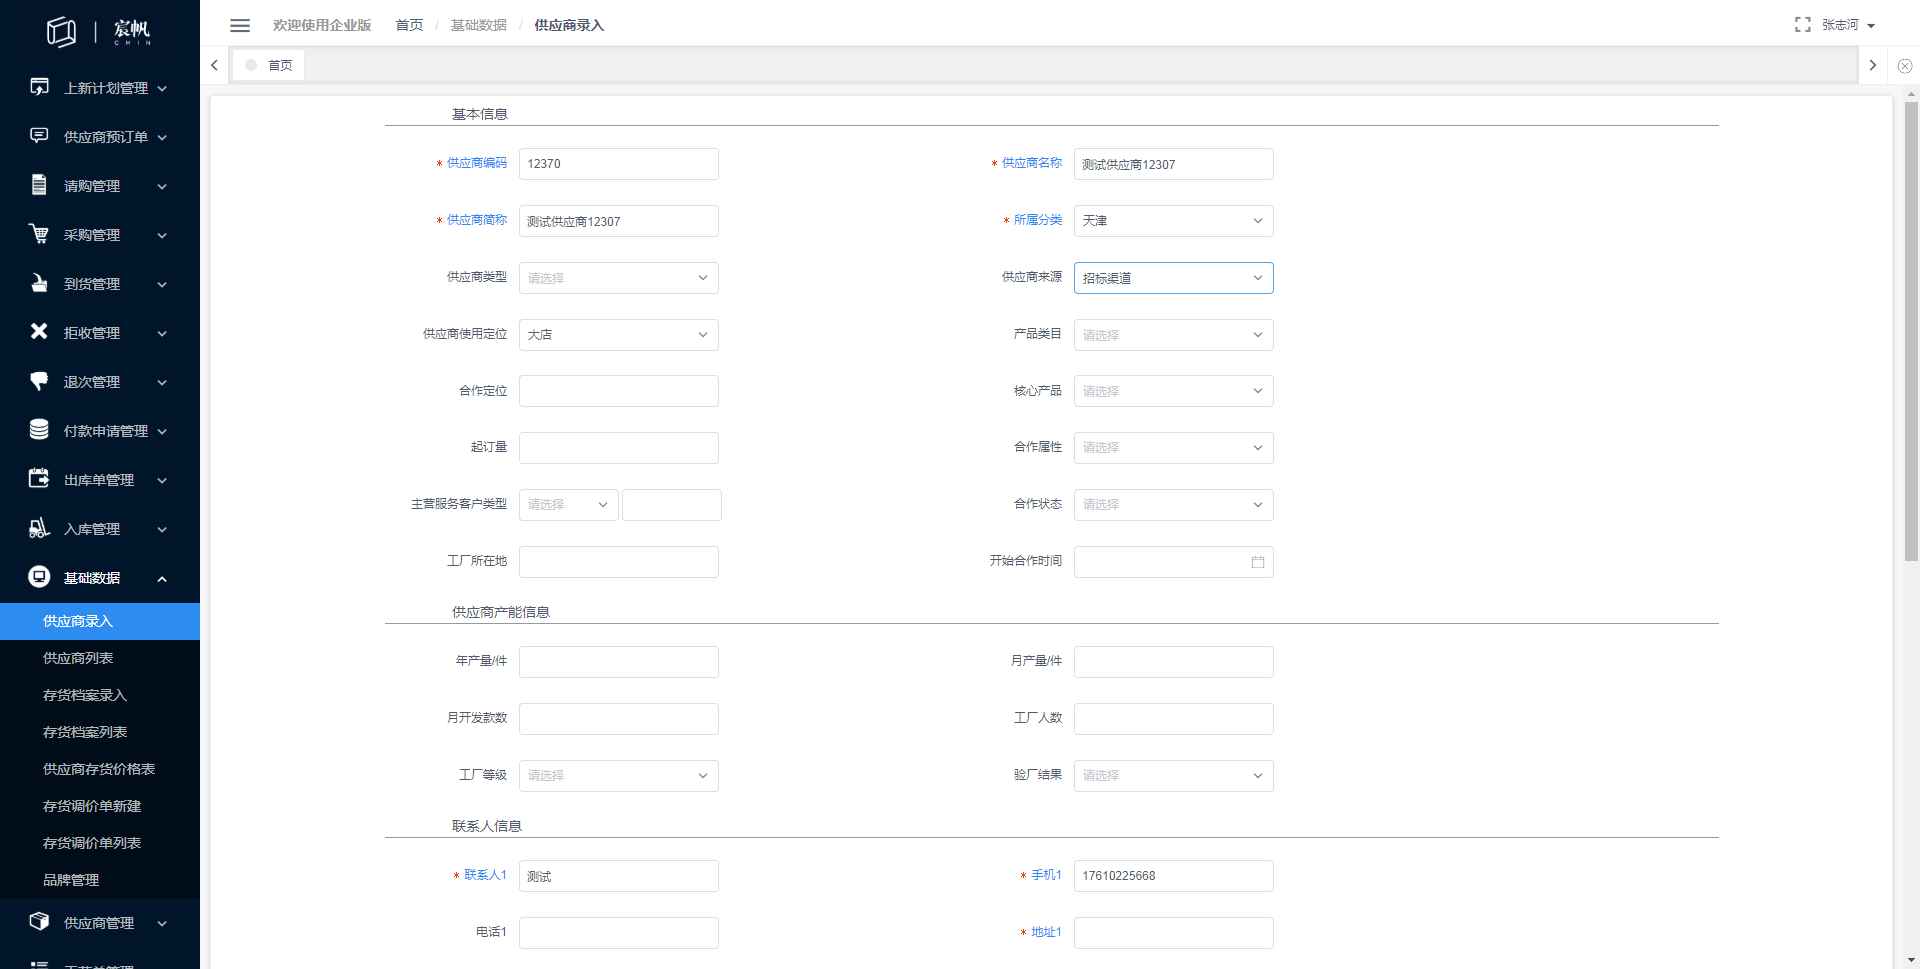 宸帆
CHIN
欢迎使用企业版 首页 / 基础数据 / 供应商录入
张志河
首页
上新计划管理
供应商预订单
请购管理
采购管理
到货管理
拒收管理
退次管理
付款申请管理
出库单管理
入库管理
基础数据
供应商录入
供应商列表
存货档案录入
存货档案列表
供应商存货价格表
存货调价单新建
存货调价单列表
品牌管理
供应商管理
基本信息
* 供应商编码 12370
* 供应商名称 测试供应商12307
* 供应商简称 测试供应商12307
* 所属分类 天津
供应商类型 请选择
供应商来源 招标渠道
供应商使用定位 大店
产品类目 请选择
合作定位
核心产品 请选择
起订量
合作属性 请选择
主营服务客户类型 请选择
合作状态 请选择
工厂所在地
开始合作时间
供应商产能信息
年产量/件
月产量/件
月开发款数
工厂人数
工厂等级 请选择
验厂结果 请选择
联系人信息
* 联系人1 测试
* 手机1 17610225668
电话1
* 地址1